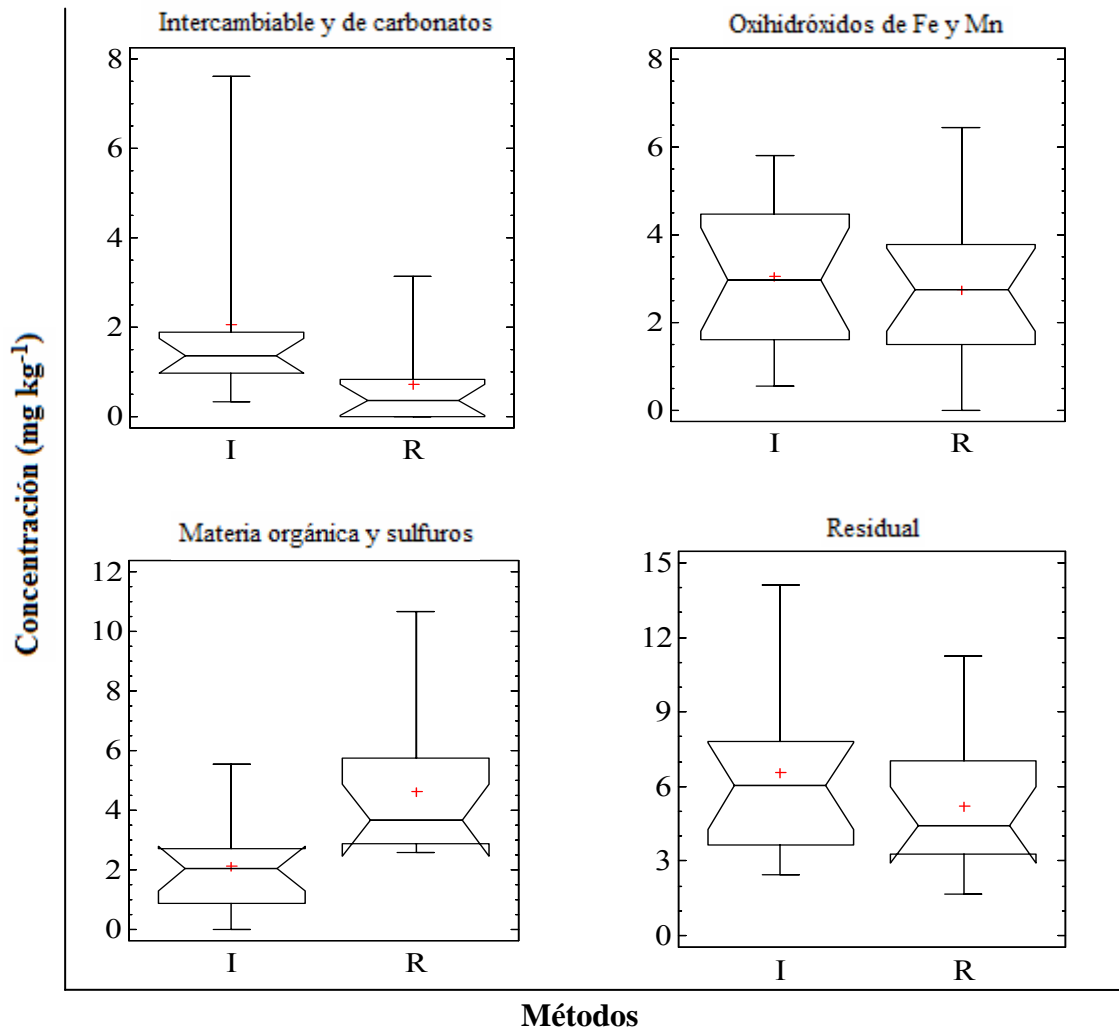 Intercambiable y de carbonatos
8
6
4
2
0
I R
Oxihidróxidos de Fe y Mn
8
6
4
2
0
I R
Materia orgánica y sulfuros
12
10
8
6
4
2
0
I R
Residual
15
12
9
6
3
0
I R
Concentración (mg kg⁻¹)
Métodos